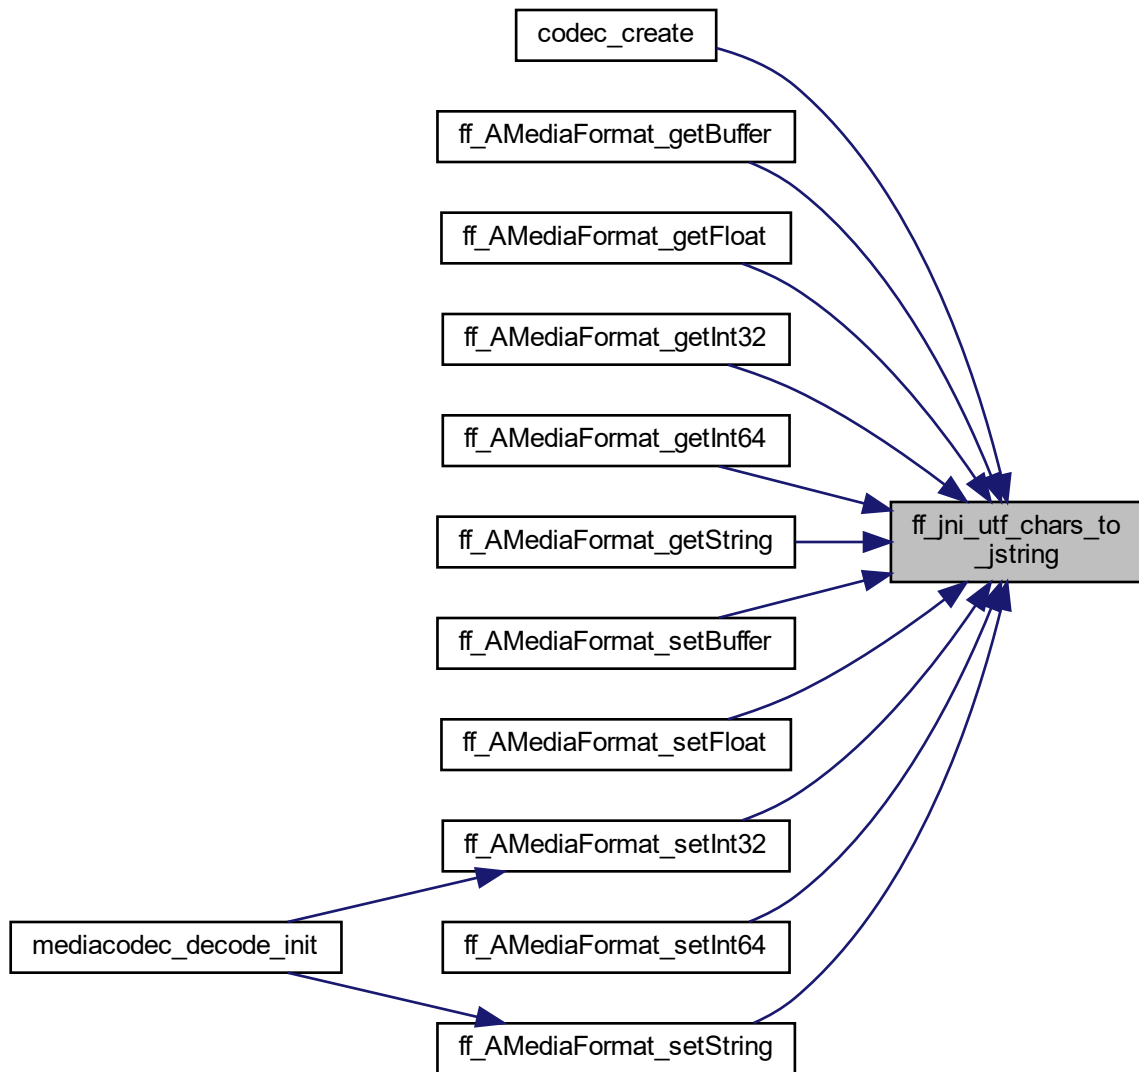 codec_create
ff_AMediaFormat_getBuffer
ff_AMediaFormat_getFloat
ff_AMediaFormat_getInt32
ff_AMediaFormat_getInt64
ff_AMediaFormat_getString
ff_jni_utf_chars_to
_jstring
ff_AMediaFormat_setBuffer
ff_AMediaFormat_setFloat
ff_AMediaFormat_setInt32
mediacodec_decode_init
ff_AMediaFormat_setInt64
ff_AMediaFormat_setString